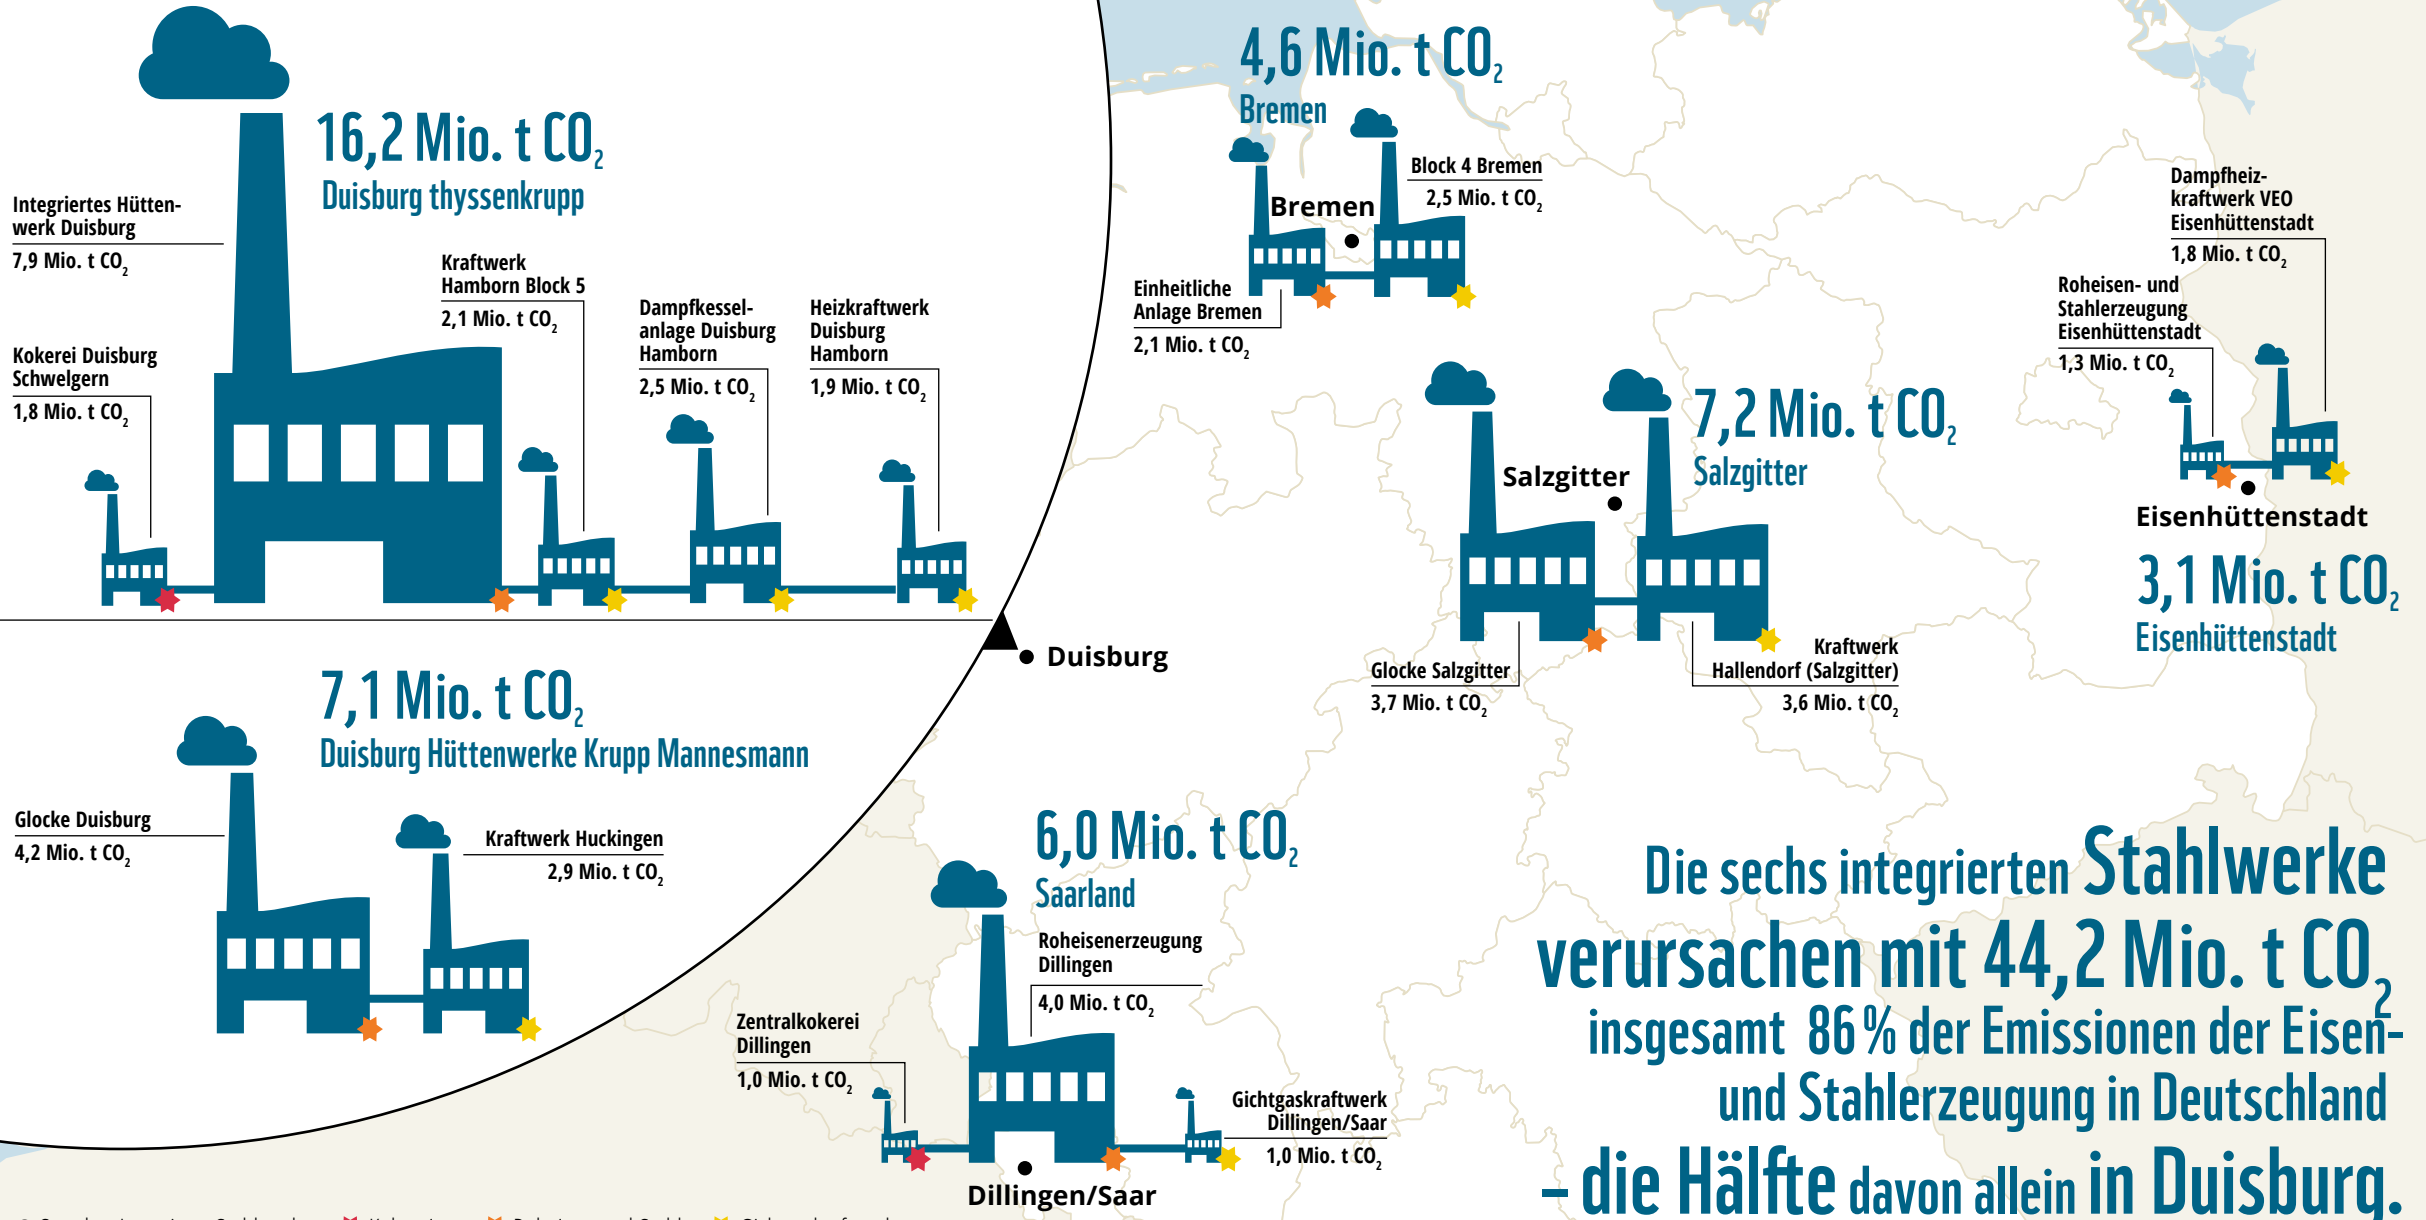 16,2 Mio. t CO₂
Duisburg thyssenkrupp
Integriertes Hütten-
werk Duisburg
7,9 Mio. t CO₂
Kokerei Duisburg
Schwelgern
1,8 Mio. t CO₂
Kraftwerk
Hamborn Block 5
2,1 Mio. t CO₂
Dampfkessel-
anlage Duisburg
Hamborn
2,5 Mio. t CO₂
Heizkraftwerk
Duisburg
Hamborn
1,9 Mio. t CO₂
7,1 Mio. t CO₂
Duisburg Hüttenwerke Krupp Mannesmann
Glocke Duisburg
4,2 Mio. t CO₂
Kraftwerk Huckingen
2,9 Mio. t CO₂
Duisburg
4,6 Mio. t CO₂
Bremen
Block 4 Bremen
2,5 Mio. t CO₂
Bremen
Einheitliche
Anlage Bremen
2,1 Mio. t CO₂
7,2 Mio. t CO₂
Salzgitter
Salzgitter
Glocke Salzgitter
3,7 Mio. t CO₂
Kraftwerk
Hallendorf (Salzgitter)
3,6 Mio. t CO₂
Dampfheiz-
kraftwerk VEO
Eisenhüttenstadt
1,8 Mio. t CO₂
Roheisen- und
Stahlerzeugung
Eisenhüttenstadt
1,3 Mio. t CO₂
Eisenhüttenstadt
3,1 Mio. t CO₂
Eisenhüttenstadt
6,0 Mio. t CO₂
Saarland
Roheisenerzeugung
Dillingen
4,0 Mio. t CO₂
Zentralkokerei
Dillingen
1,0 Mio. t CO₂
Gichtgaskraftwerk
Dillingen/Saar
1,0 Mio. t CO₂
Dillingen/Saar
Die sechs integrierten Stahlwerke
verursachen mit 44,2 Mio. t CO₂
insgesamt 86 % der Emissionen der Eisen-
und Stahlerzeugung in Deutschland
– die Hälfte davon allein in Duisburg.